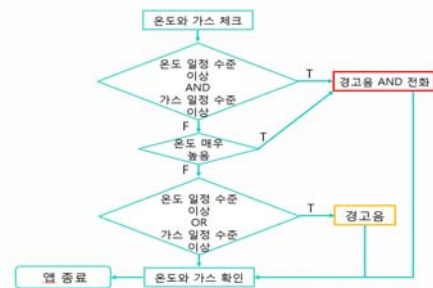 온도와 가스 체크
온도 일정 수준
이상
AND
가스 일정 수준
이상
T
경고음 AND 전화
F
온도 매우
높음
T
F
온도 일정 수준
이상
OR
가스 일정 수준
이상
T
경고음
온도와 가스 확인
앱 종료